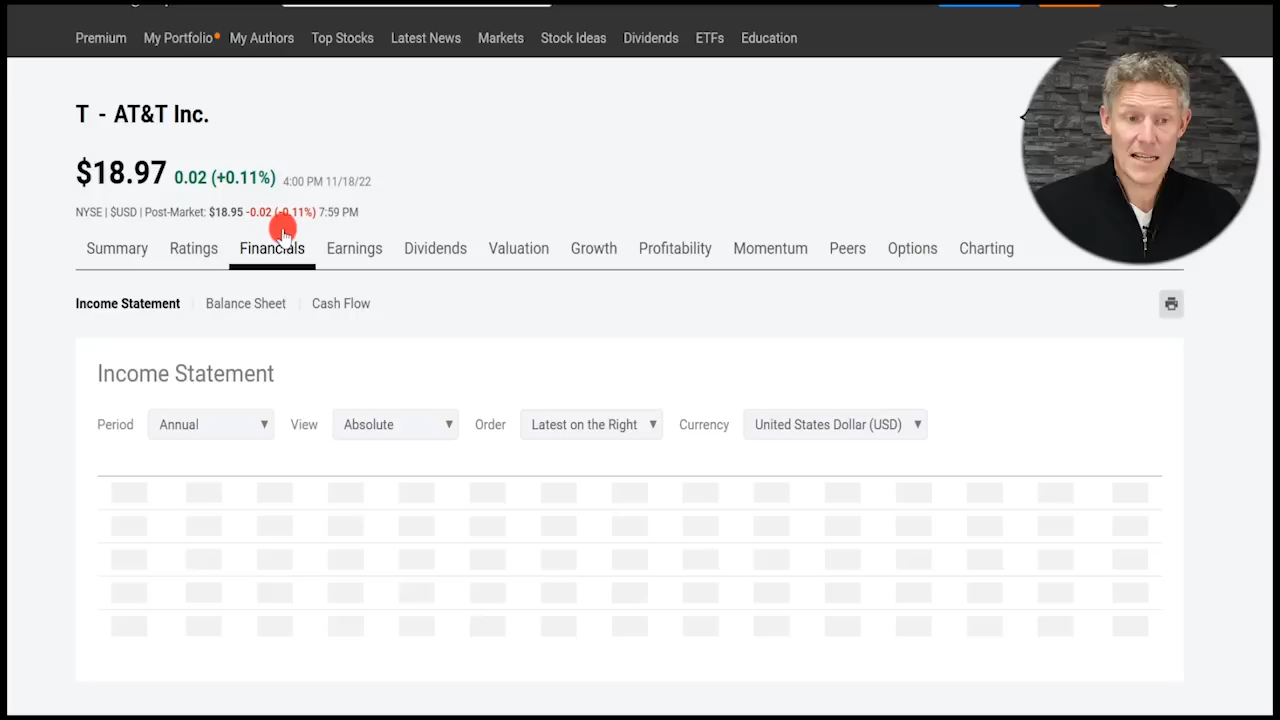 Premium My Portfolio My Authors Top Stocks Latest News Markets Stock Ideas Dividends ETFs Education
T - AT&T Inc.
$18.97 0.02 (+0.11%) 4:00 PM 11/18/22
NYSE | $USD | Post-Market: $18.95 -0.02 (-0.11%) 7:59 PM
Summary Ratings Financials Earnings Dividends Valuation Growth Profitability Momentum Peers Options Charting
Income Statement Balance Sheet Cash Flow
Income Statement
Period Annual View Absolute Order Latest on the Right Currency United States Dollar (USD)